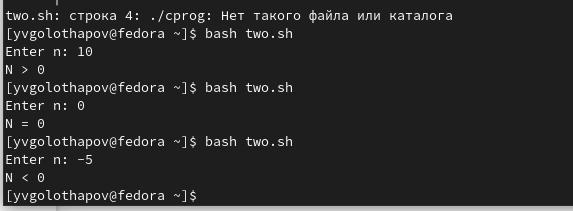 two.sh: строка 4: ./cprog: Нет такого файла или каталога
[yvgolothapov@fedora ~]$ bash two.sh
Enter n: 10
N > 0
[yvgolothapov@fedora ~]$ bash two.sh
Enter n: 0
N = 0
[yvgolothapov@fedora ~]$ bash two.sh
Enter n: -5
N < 0
[yvgolothapov@fedora ~]$